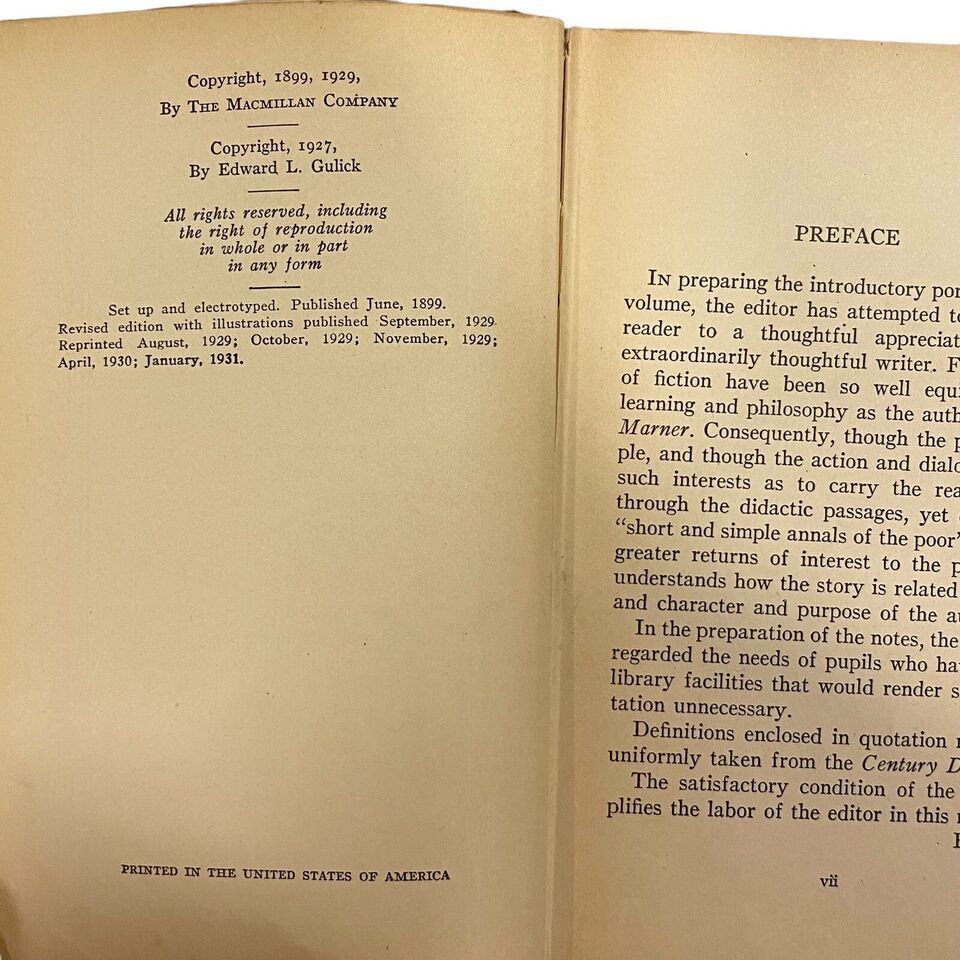 Copyright, 1899, 1929,
By THE MACMILLAN COMPANY
Copyright, 1927,
By Edward L. Gulick
All rights reserved, including
the right of reproduction
in whole or in part
in any form
Set up and electrotyped. Published June, 1899.
Revised edition with illustrations published September, 1929.
Reprinted August, 1929; October, 1929; November, 1929;
April, 1930; January, 1931.
PRINTED IN THE UNITED STATES OF AMERICA
PREFACE
IN preparing the introductory por
volume, the editor has attempted to
reader to a thoughtful appreciat
extraordinarily thoughtful writer. F
of fiction have been so well equi
learning and philosophy as the auth
Marner. Consequently, though the p
ple, and though the action and dialo
such interests as to carry the rea
through the didactic passages, yet
"short and simple annals of the poor"
greater returns of interest to the p
understands how the story is related
and character and purpose of the au
In the preparation of the notes, the
regarded the needs of pupils who ha
library facilities that would render s
tation unnecessary.
Definitions enclosed in quotation
uniformly taken from the Century D
The satisfactory condition of the
plifies the labor of the editor in this
vii